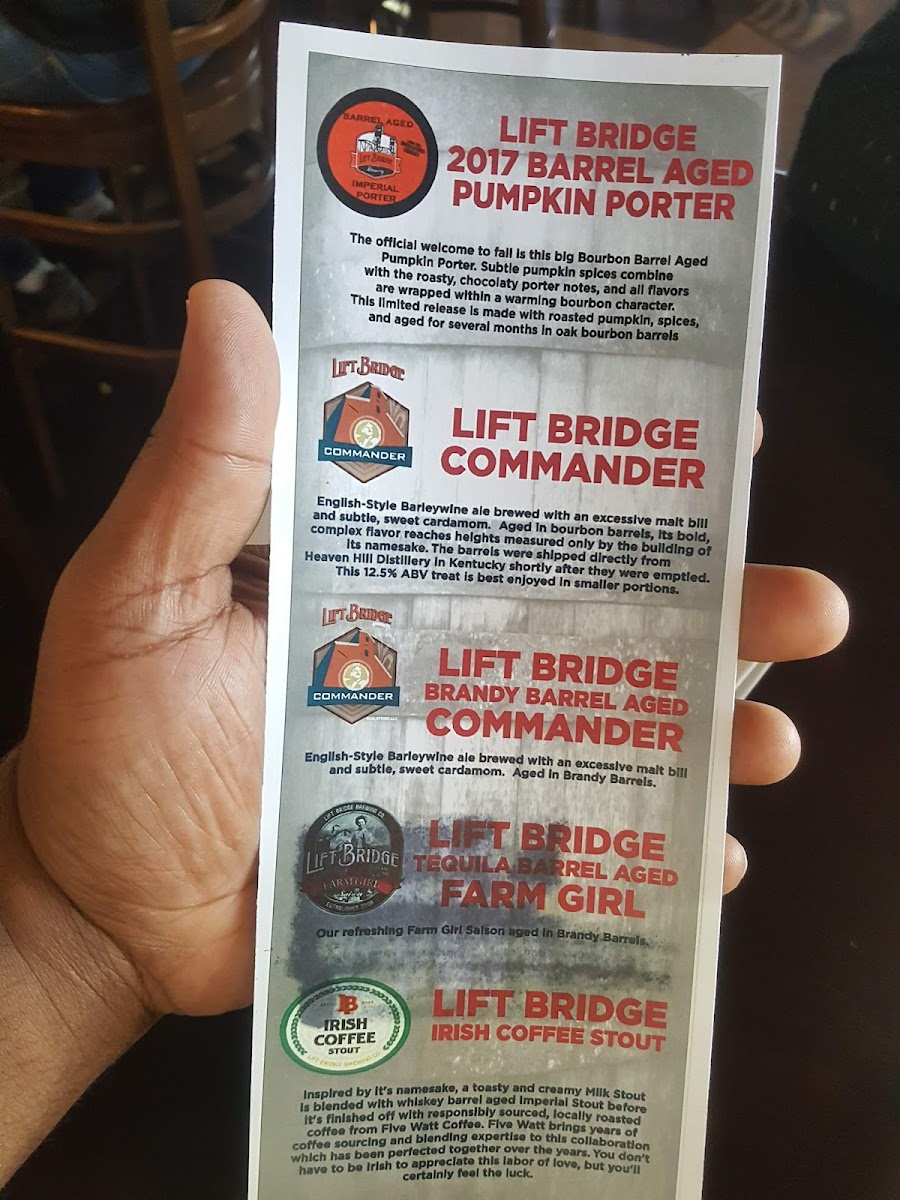 BARREL AGED
LIFT BRIDGE
Brewery
IMPERIAL
PORTER
LIFT BRIDGE
2017 BARREL AGED
PUMPKIN PORTER
The official welcome to fall is this big Bourbon Barrel Aged
Pumpkin Porter. Subtle pumpkin spices combine
with the roasty, chocolaty porter notes, and all flavors
are wrapped within a warming bourbon character.
This limited release is made with roasted pumpkin, spices,
and aged for several months in oak bourbon barrels
LIFT BRIDGE
COMMANDER
LIFT BRIDGE
COMMANDER
English-Style Barleywine ale brewed with an excessive malt bill
and subtle, sweet cardamom. Aged in bourbon barrels, its bold,
complex flavor reaches heights measured only by the building of
its namesake. The barrels were shipped directly from
Heaven Hill Distillery in Kentucky shortly after they were emptied.
This 12.5% ABV treat is best enjoyed in smaller portions.
LIFT BRIDGE
COMMANDER
LIFT BRIDGE
BRANDY BARREL AGED
COMMANDER
English-Style Barleywine ale brewed with an excessive malt bill
and subtle, sweet cardamom. Aged in Brandy Barrels.
LIFT BRIDGE BREWING CO.
LIFT BRIDGE
FARM GIRL
Saison
LIFT BRIDGE
TEQUILA BARREL AGED
FARM GIRL
Our refreshing Farm Girl Saison aged in Brandy Barrels.
LB
IRISH
COFFEE
STOUT
LIFT BRIDGE BREWING CO.
LIFT BRIDGE
IRISH COFFEE STOUT
Inspired by it's namesake, a toasty and creamy Milk Stout
is blended with whiskey barrel aged Imperial Stout before
it's finished off with responsibly sourced, locally roasted
coffee from Five Watt Coffee. Five Watt brings years of
coffee sourcing and blending expertise to this collaboration
which has been perfected together over the years. You don't
have to be Irish to appreciate this labor of love, but you'll
certainly feel the luck.